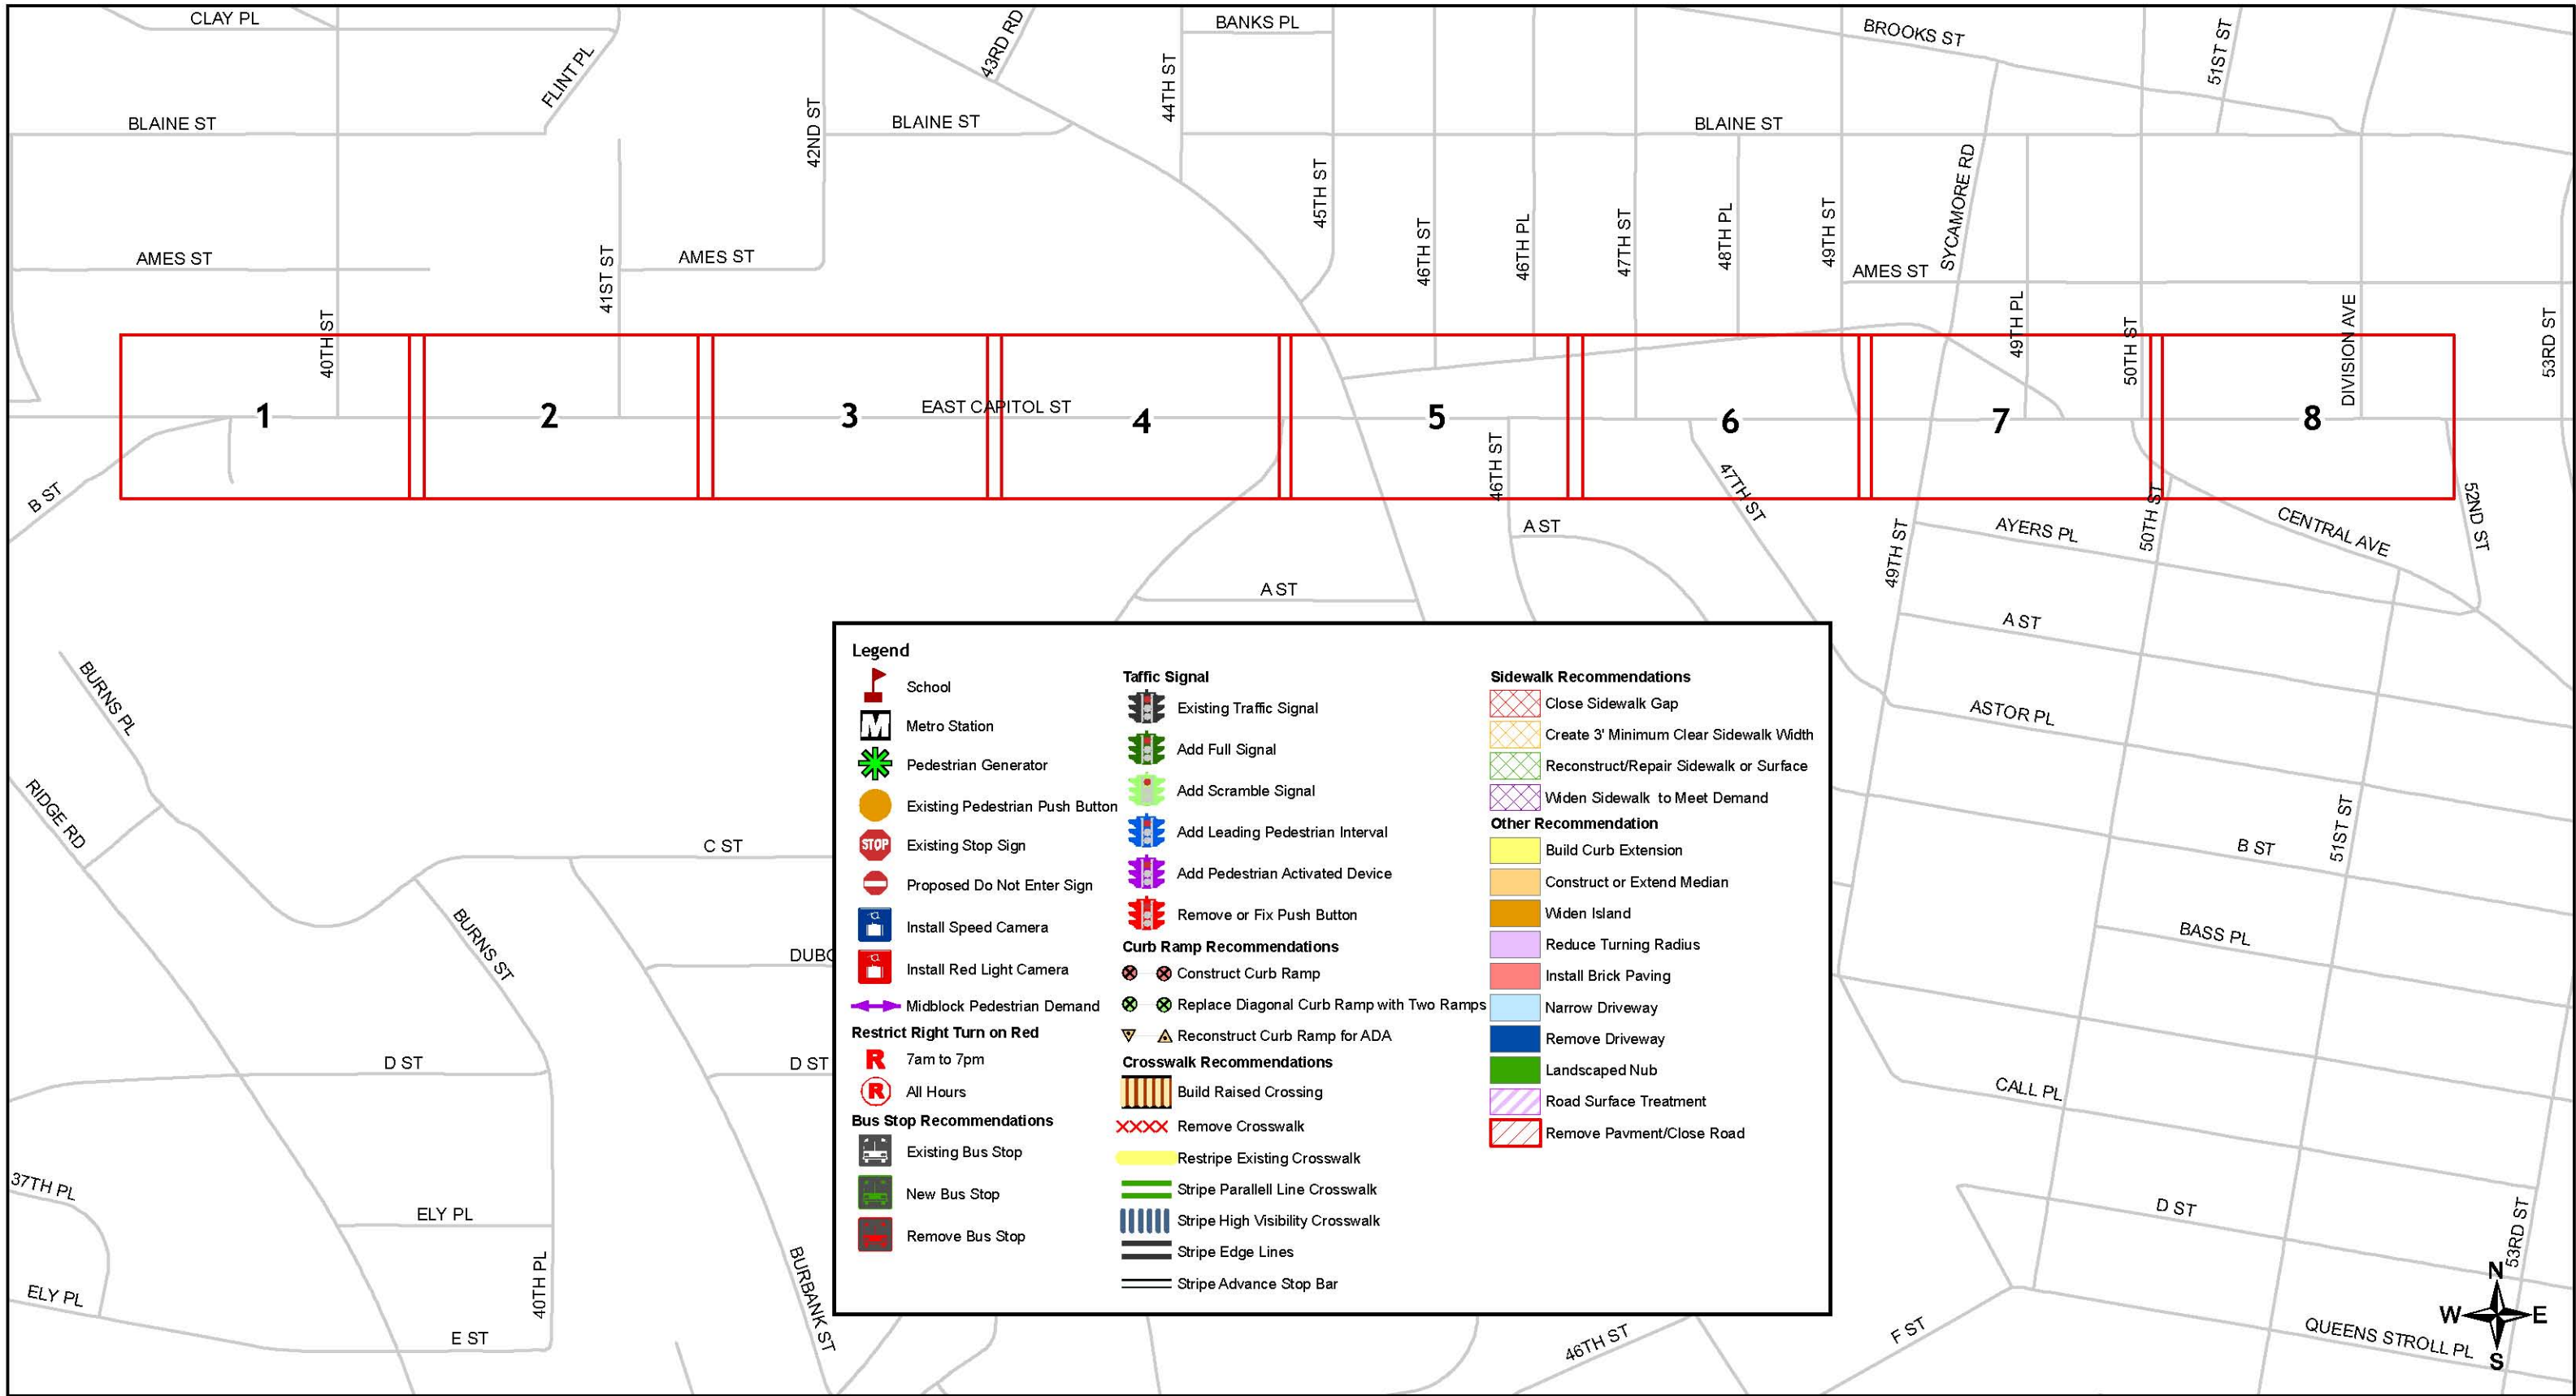 CLAY PL
43RD RD
BANKS PL
BROOKS ST
51ST ST
FLINT PL
44TH ST
BLAINE ST
42ND ST
BLAINE ST
BLAINE ST
45TH ST
46TH ST
46TH PL
47TH ST
48TH PL
49TH ST
SYCAMORE RD
AMES ST
41ST ST
AMES ST
AMES ST
40TH ST
49TH PL
50TH ST
DIVISION AVE
53RD ST
EAST CAPITOL ST
1
2
3
4
5
6
7
8
B ST
46TH ST
47TH ST
A ST
49TH ST
AYERS PL
50TH ST
CENTRAL AVE
52ND ST
A ST
A ST
BURNS PL
RIDGE RD
ASTOR PL
C ST
B ST
51ST ST
BURNS ST
DUBO
BASS PL
D ST
D ST
CALL PL
37TH PL
ELY PL
D ST
53RD ST
ELY PL
40TH PL
E ST
BURBANK ST
46TH ST
F ST
QUEENS STROLL PL
N
W
E
S
Legend
School
M
Metro Station
Pedestrian Generator
Existing Pedestrian Push Button
STOP
Existing Stop Sign
Proposed Do Not Enter Sign
Install Speed Camera
Install Red Light Camera
Midblock Pedestrian Demand
Restrict Right Turn on Red
R
7am to 7pm
R
All Hours
Bus Stop Recommendations
Existing Bus Stop
New Bus Stop
Remove Bus Stop
Taffic Signal
Existing Traffic Signal
Add Full Signal
Add Scramble Signal
Add Leading Pedestrian Interval
Add Pedestrian Activated Device
Remove or Fix Push Button
Curb Ramp Recommendations
Construct Curb Ramp
Replace Diagonal Curb Ramp with Two Ramps
Reconstruct Curb Ramp for ADA
Crosswalk Recommendations
Build Raised Crossing
Remove Crosswalk
Restripe Existing Crosswalk
Stripe Parallell Line Crosswalk
Stripe High Visibility Crosswalk
Stripe Edge Lines
Stripe Advance Stop Bar
Sidewalk Recommendations
Close Sidewalk Gap
Create 3' Minimum Clear Sidewalk Width
Reconstruct/Repair Sidewalk or Surface
Widen Sidewalk to Meet Demand
Other Recommendation
Build Curb Extension
Construct or Extend Median
Widen Island
Reduce Turning Radius
Install Brick Paving
Narrow Driveway
Remove Driveway
Landscaped Nub
Road Surface Treatment
Remove Pavment/Close Road